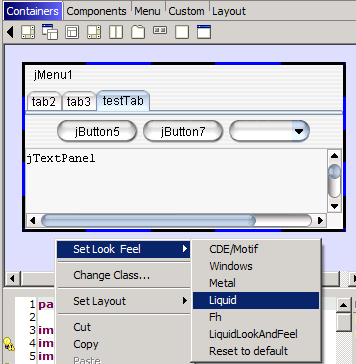 Containers Components Menu Custom Layout
jMenu1
tab2 tab3 testTab
jButton5 jButton7
jTextPanel
Set Look Feel
Change Class...
Set Layout
Cut
Copy
Paste
CDE/Motif
Windows
Metal
Liquid
Fh
LiquidLookAndFeel
Reset to default
1 pa
2
3 im
4 im
5 im